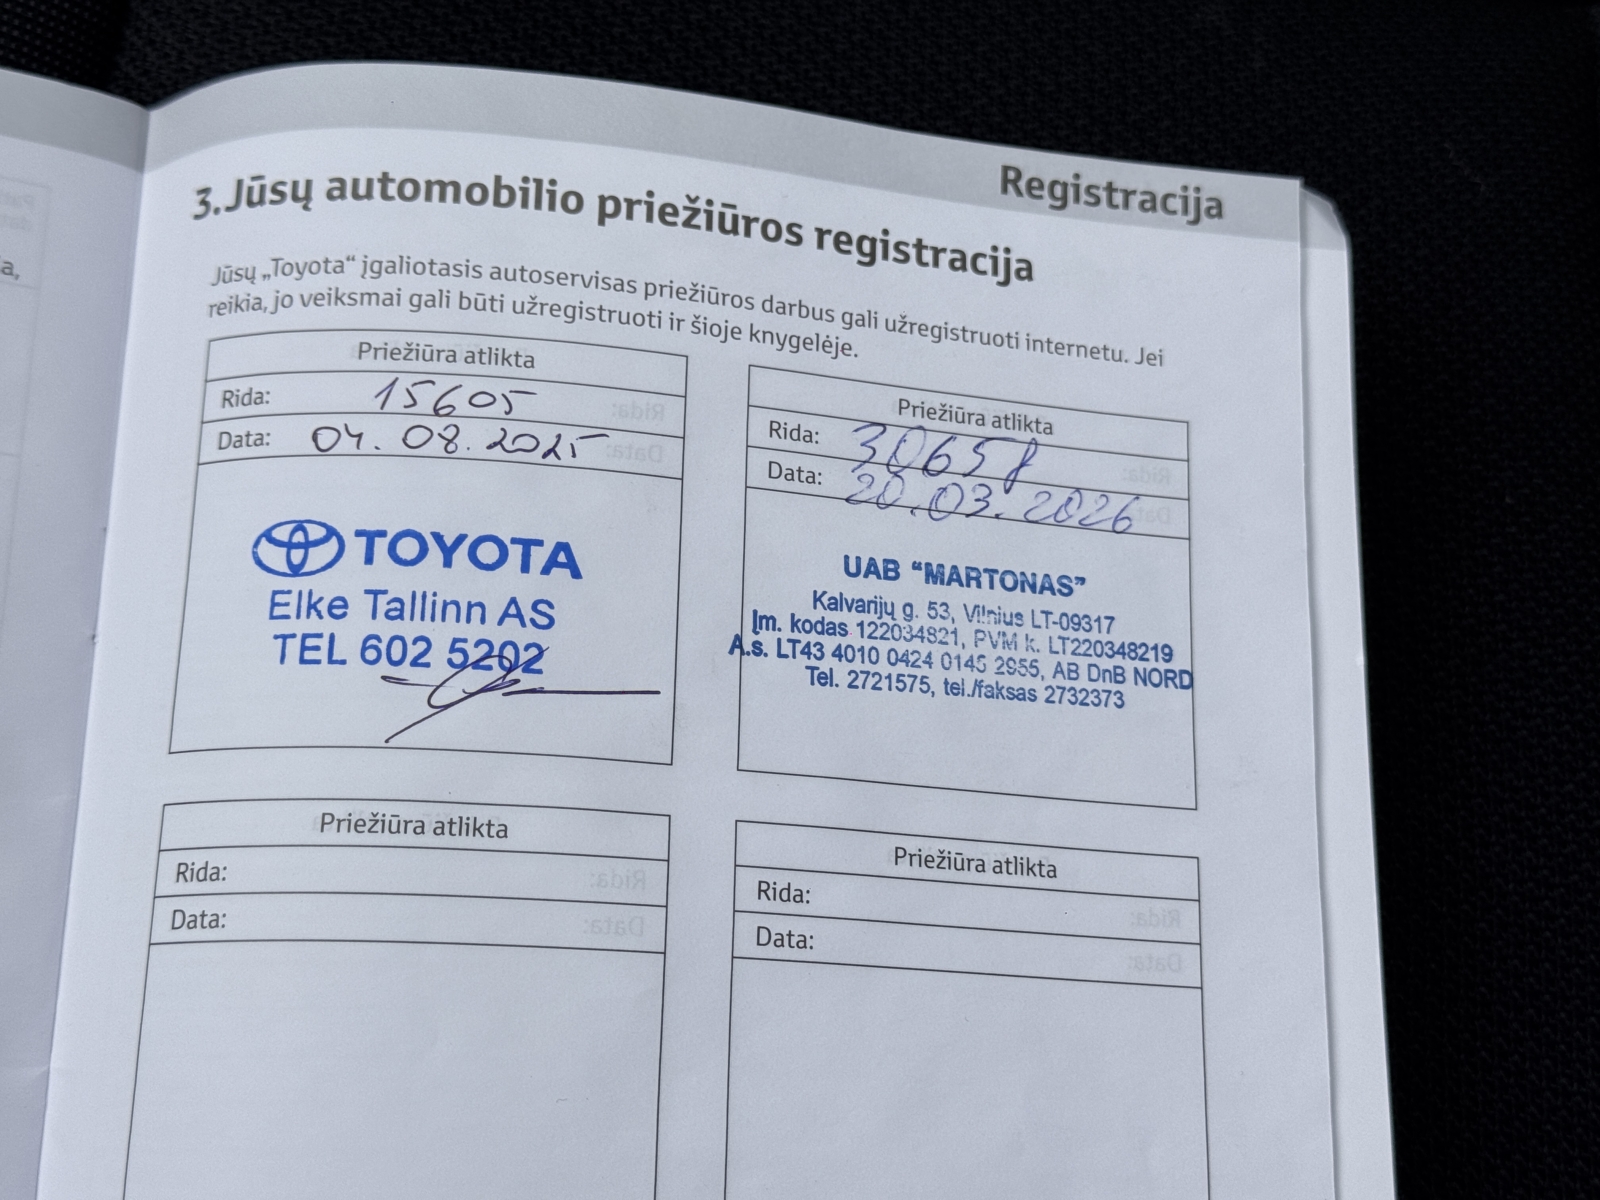 Registracija
3. Jūsų automobilio priežiūros registracija
Jūsų „Toyota“ įgaliotasis autoservisas priežiūros darbus gali užregistruoti internetu. Jei
reikia, jo veiksmai gali būti užregistruoti ir šioje knygelėje.
Priežiūra atlikta
Rida: 15605
Data: 04.08.2025
TOYOTA
Elke Tallinn AS
TEL 602 5202
Priežiūra atlikta
Rida: 30658
Data: 20.03.2026
UAB “MARTONAS”
Kalvarijų g. 53, Vilnius LT-09317
Įm. kodas 122034821, PVM k. LT220348219
A.s. LT43 4010 0424 0145 2955, AB DnB NORD
Tel. 2721575, tel./faksas 2732373
Priežiūra atlikta
Rida:
Data:
Priežiūra atlikta
Rida:
Data: